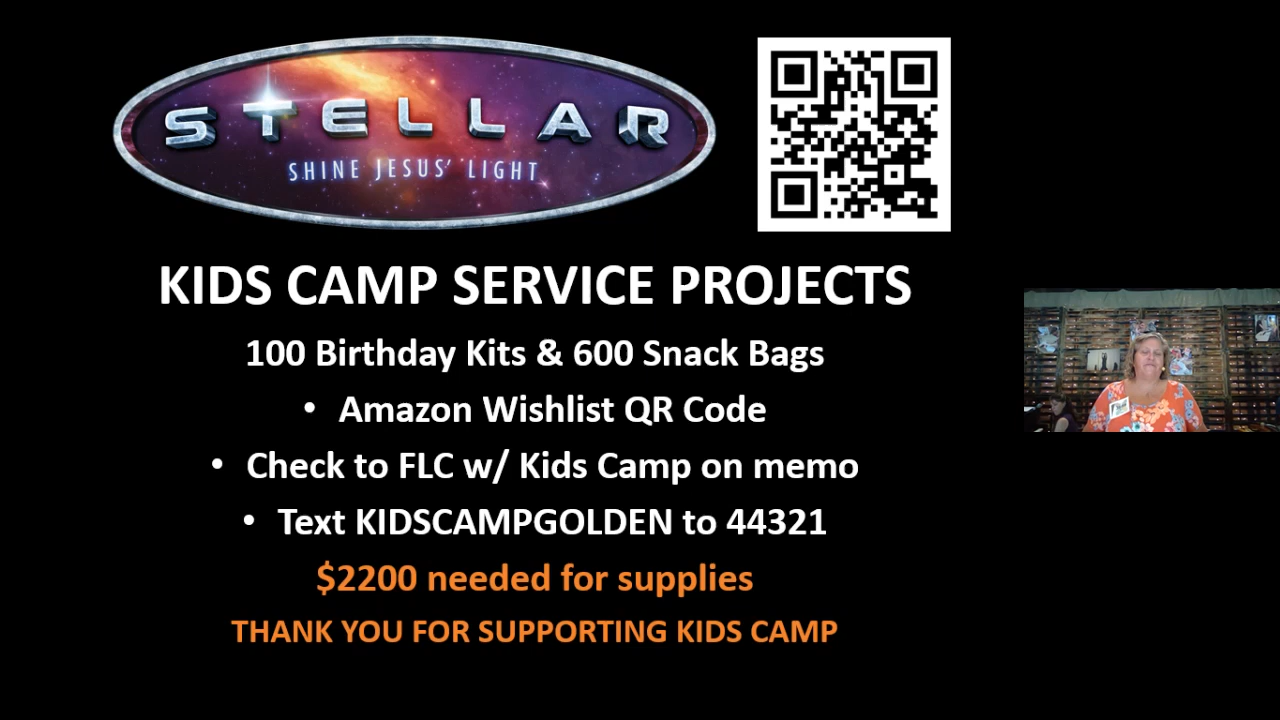 STELLAR
SHINE JESUS' LIGHT
KIDS CAMP SERVICE PROJECTS
100 Birthday Kits & 600 Snack Bags
• Amazon Wishlist QR Code
• Check to FLC w/ Kids Camp on memo
• Text KIDSCAMPGOLDEN to 44321
$2200 needed for supplies
THANK YOU FOR SUPPORTING KIDS CAMP